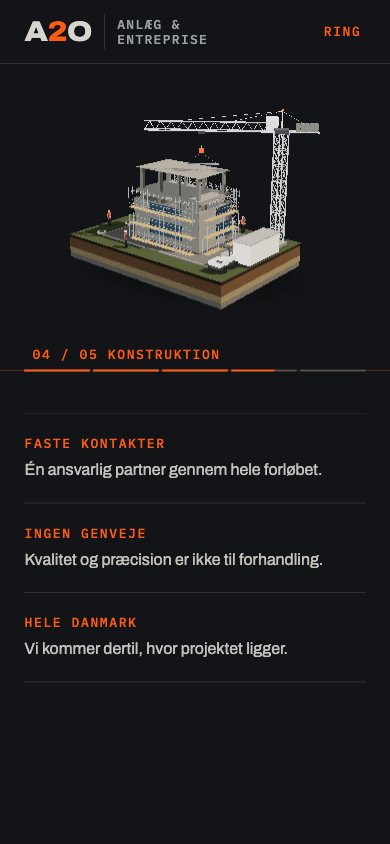 A2O
ANLÆG &
ENTREPRISE
RING
04 / 05 KONSTRUKTION
FASTE KONTAKTER
Én ansvarlig partner gennem hele forløbet.
INGEN GENVEJE
Kvalitet og præcision er ikke til forhandling.
HELE DANMARK
Vi kommer dertil, hvor projektet ligger.